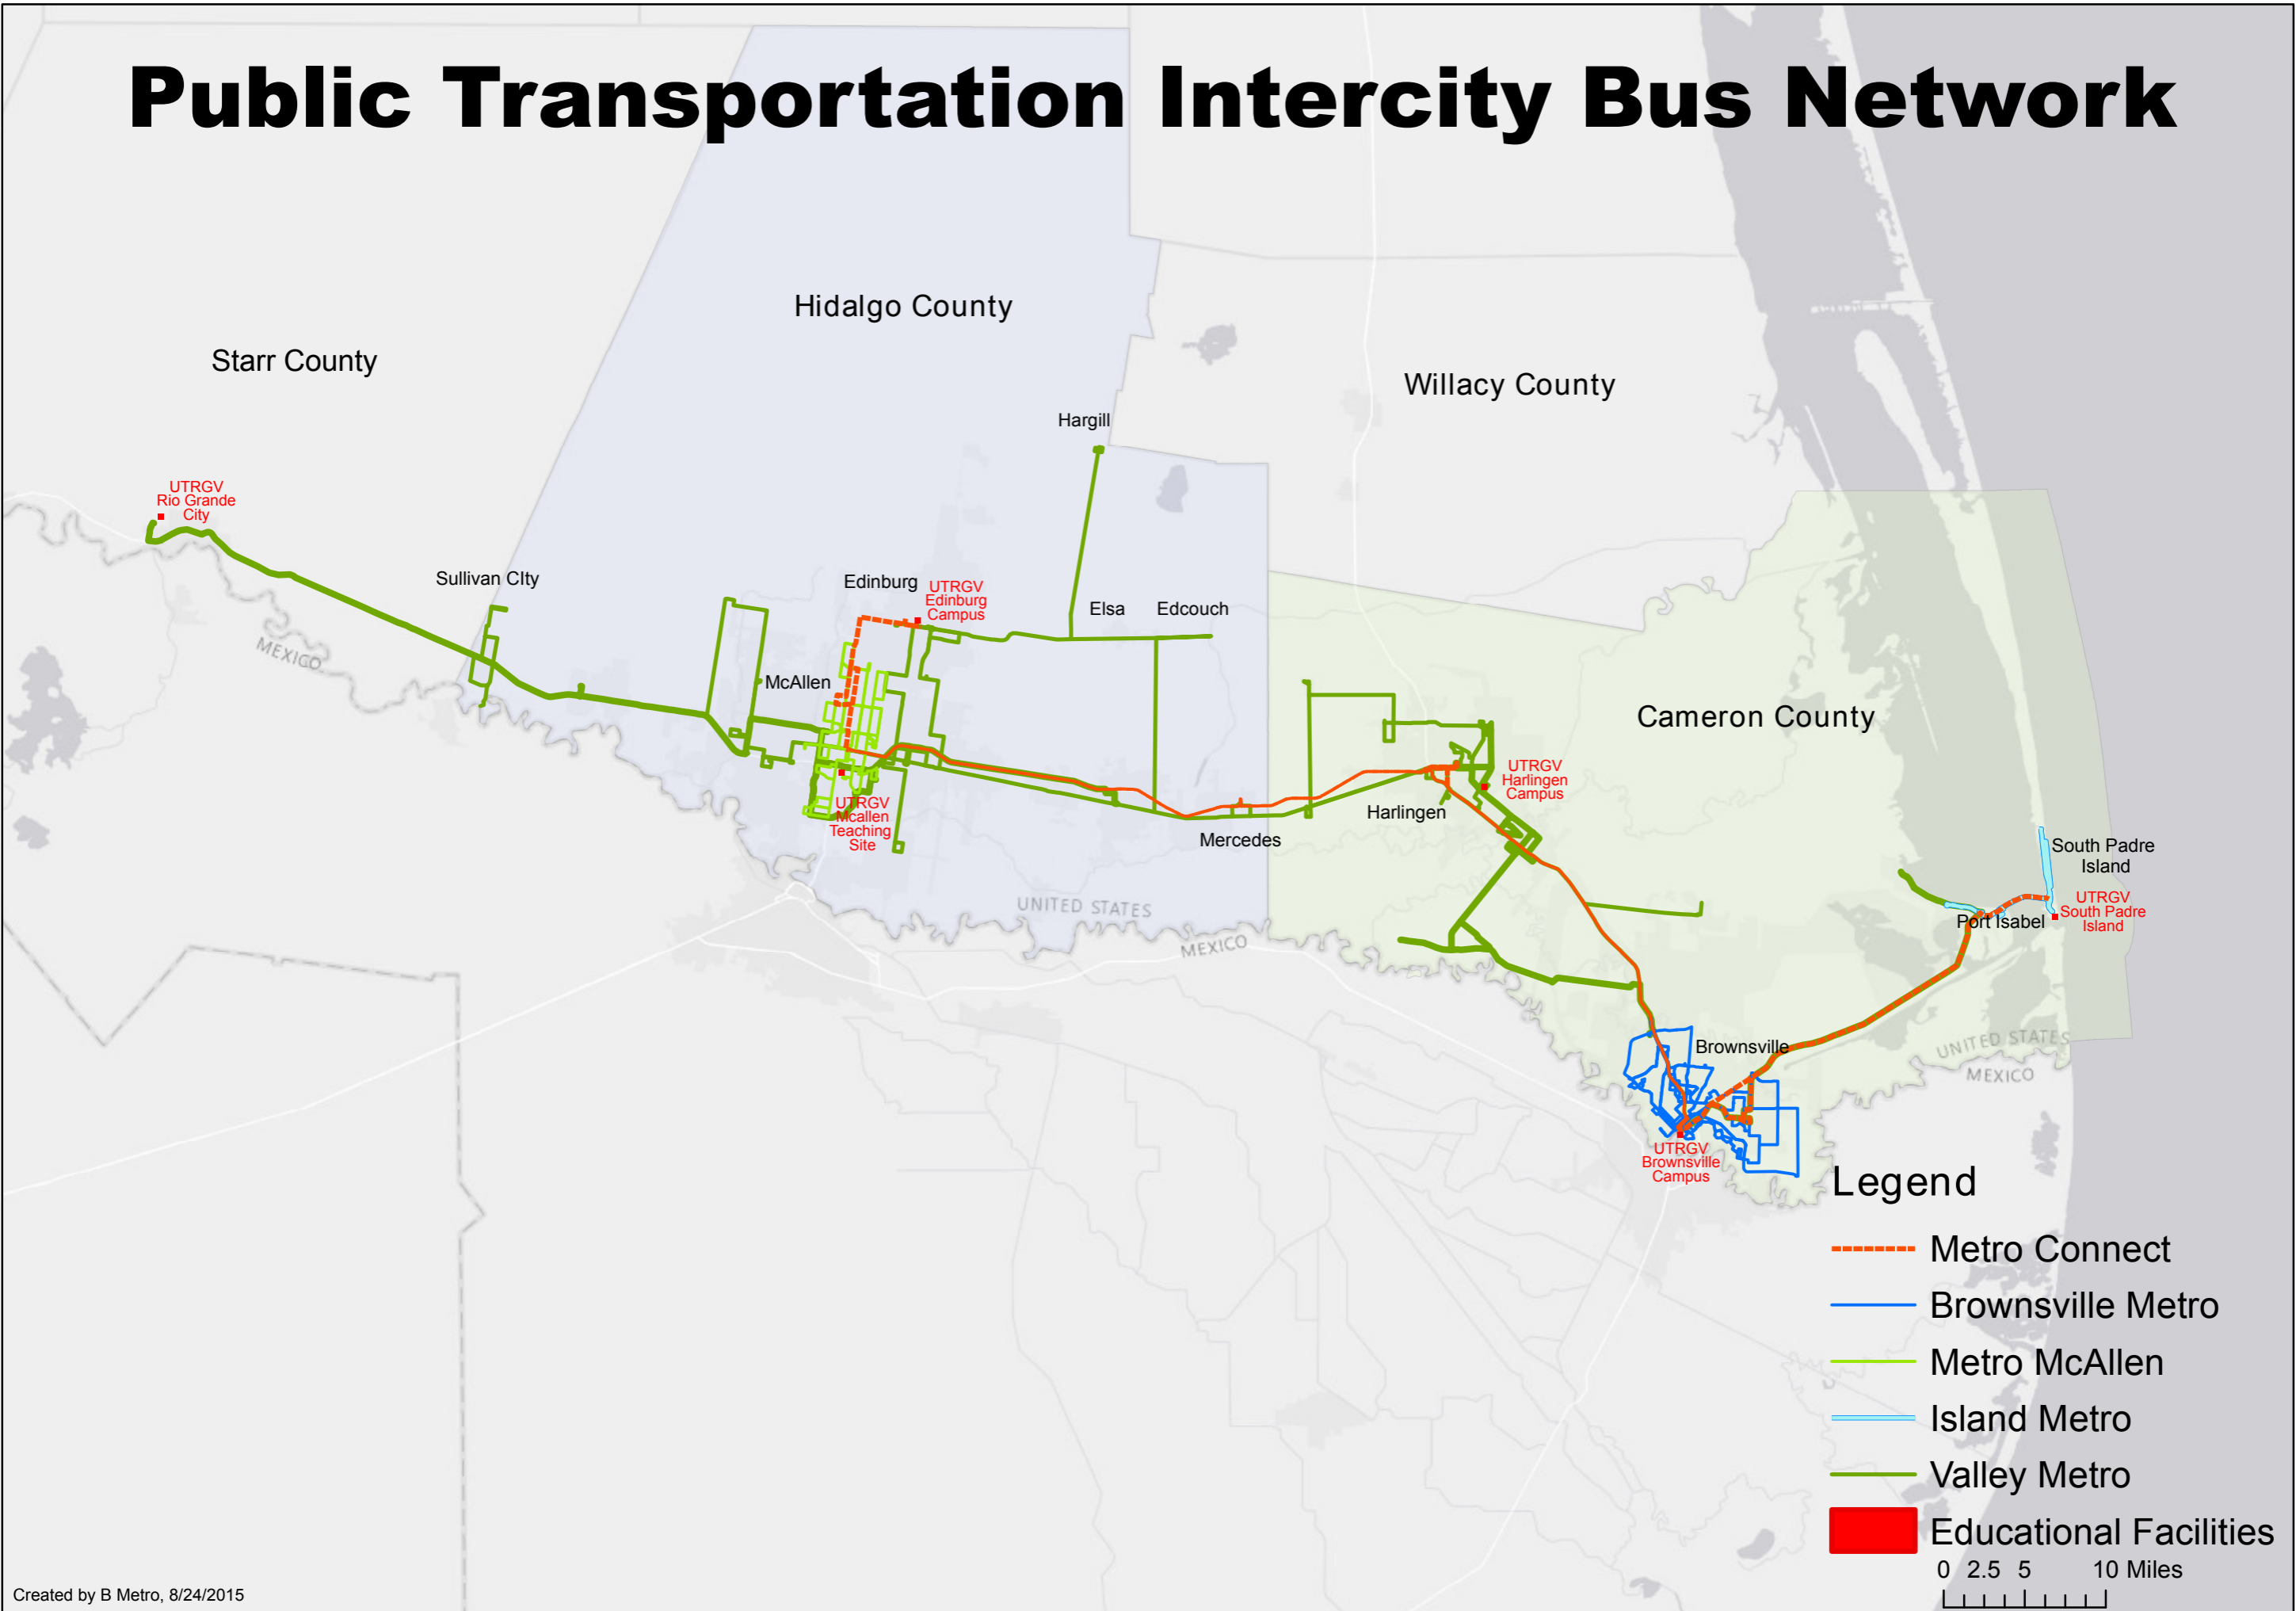 Public Transportation Intercity Bus Network
Hidalgo County
Starr County
Willacy County
Hargill
UTRGV
Rio Grande
City
Sullivan CIty
Edinburg
UTRGV
Edinburg
Campus
Elsa
Edcouch
MEXICO
McAllen
Cameron County
UTRGV
Harlingen
Campus
UTRGV
Mcallen
Teaching
Site
Harlingen
Mercedes
South Padre
Island
UTRGV
South Padre
Island
Port Isabel
UNITED STATES
MEXICO
Brownsville
UNITED STATES
MEXICO
UTRGV
Brownsville
Campus
Legend
Metro Connect
Brownsville Metro
Metro McAllen
Island Metro
Valley Metro
Educational Facilities
0 2.5 5 10 Miles
Created by B Metro, 8/24/2015